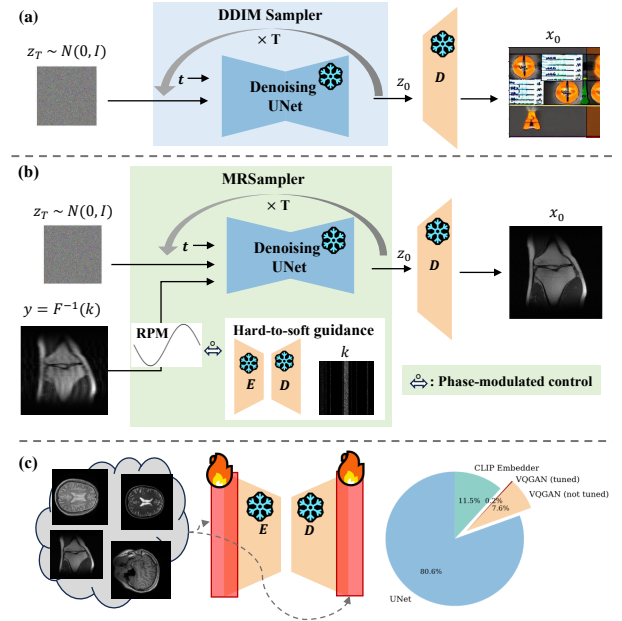 (a)
DDIM Sampler
z_T ~ N(0, I)
× T
x_0
t
Denoising
UNet
z_0
D
(b)
MRSampler
z_T ~ N(0, I)
× T
x_0
t
Denoising
UNet
z_0
D
y = F^{-1}(k)
RPM
Hard-to-soft guidance
E
D
k
: Phase-modulated control
(c)
E
D
CLIP Embedder
VQGAN (tuned)
VQGAN (not tuned)
11.5%
0.2%
7.6%
80.6%
UNet